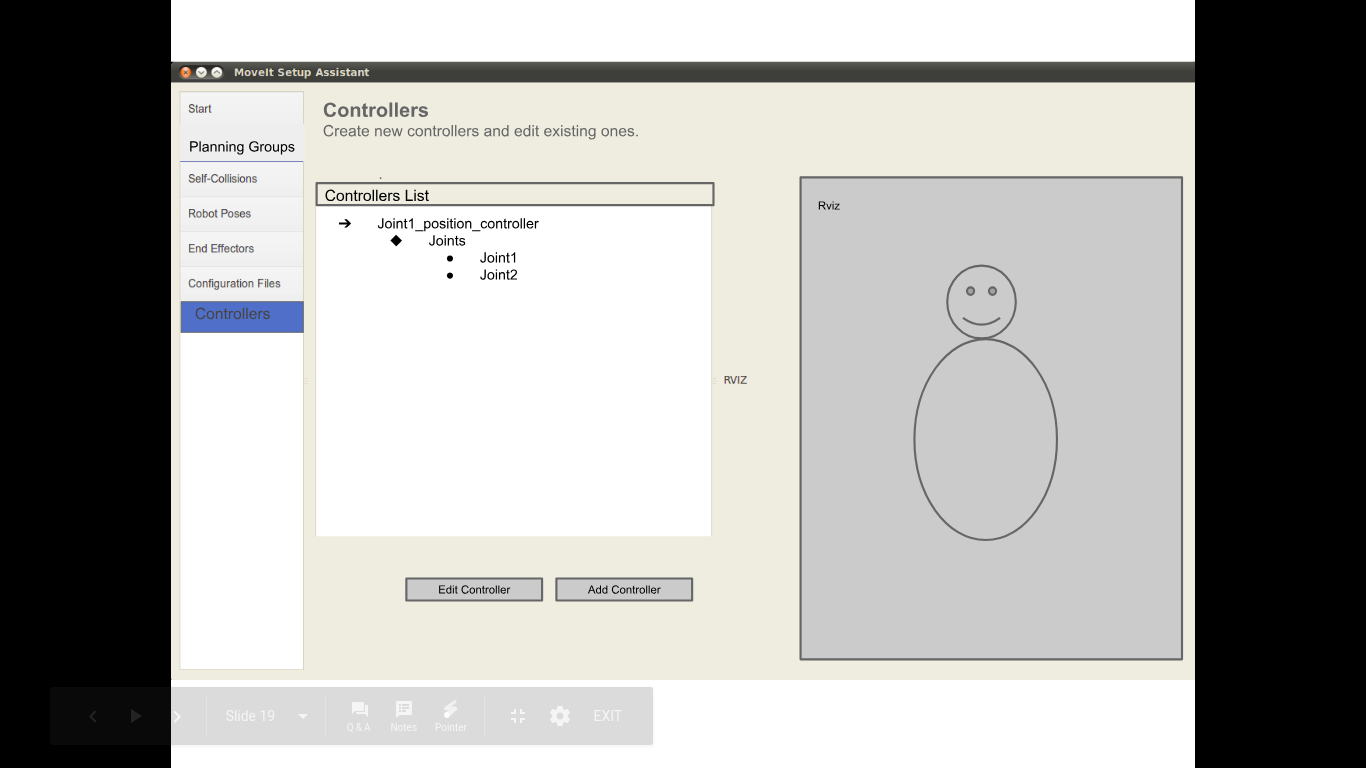 MoveIt Setup Assistant
Start
Planning Groups
Self-Collisions
Robot Poses
End Effectors
Configuration Files
Controllers
Controllers
Create new controllers and edit existing ones.
Controllers List
Joint1_position_controller
Joints
Joint1
Joint2
Edit Controller
Add Controller
RVIZ
Rviz
Slide 19
Q & A
Notes
Pointer
EXIT